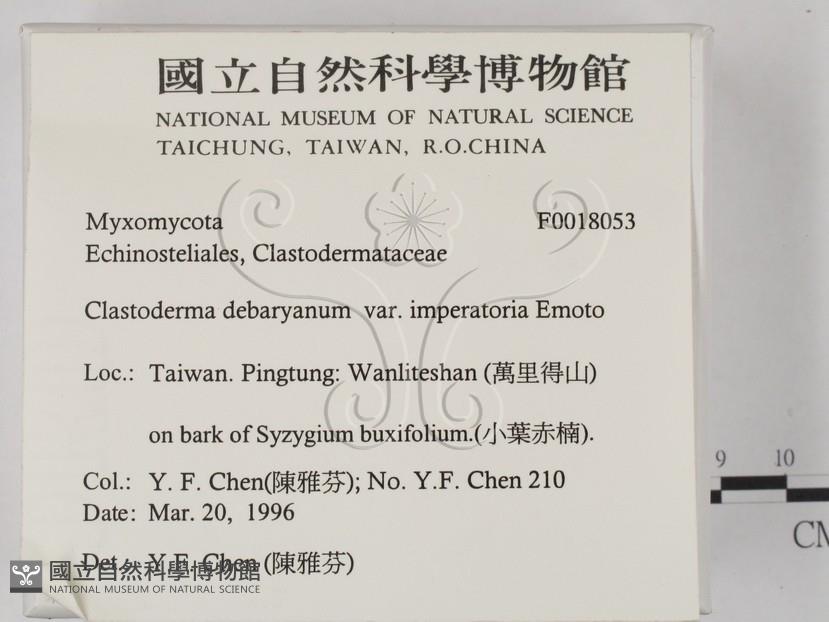 國立自然科學博物館
NATIONAL MUSEUM OF NATURAL SCIENCE
TAICHUNG, TAIWAN, R.O.CHINA
Myxomycota F0018053
Echinosteliales, Clastodermataceae
Clastoderma debaryanum var. imperatoria Emoto
Loc.: Taiwan. Pingtung: Wanliteshan (萬里得山)
on bark of Syzygium buxifolium.(小葉赤楠).
Col.: Y. F. Chen(陳雅芬); No. Y.F. Chen 210
Date: Mar. 20, 1996
Det.: Y.F. Chen (陳雅芬)
國立自然科學博物館
NATIONAL MUSEUM OF NATURAL SCIENCE
9 10
CM